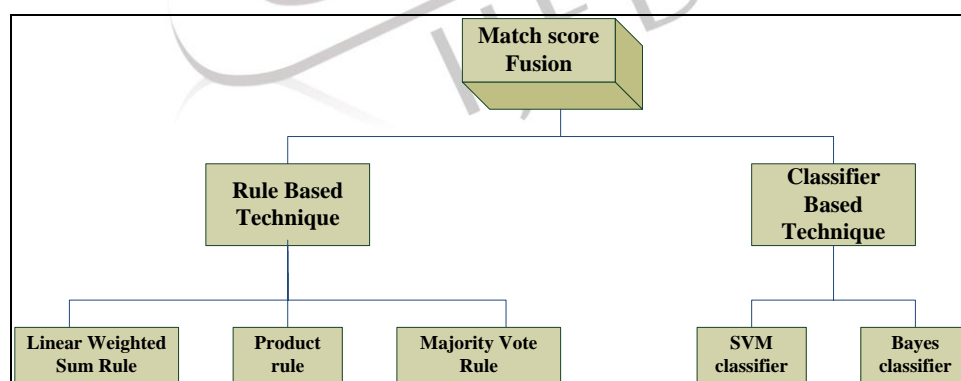 Match score
Fusion
Rule Based
Technique
Classifier
Based
Technique
Linear Weighted
Sum Rule
Product
rule
Majority Vote
Rule
SVM
classifier
Bayes
classifier